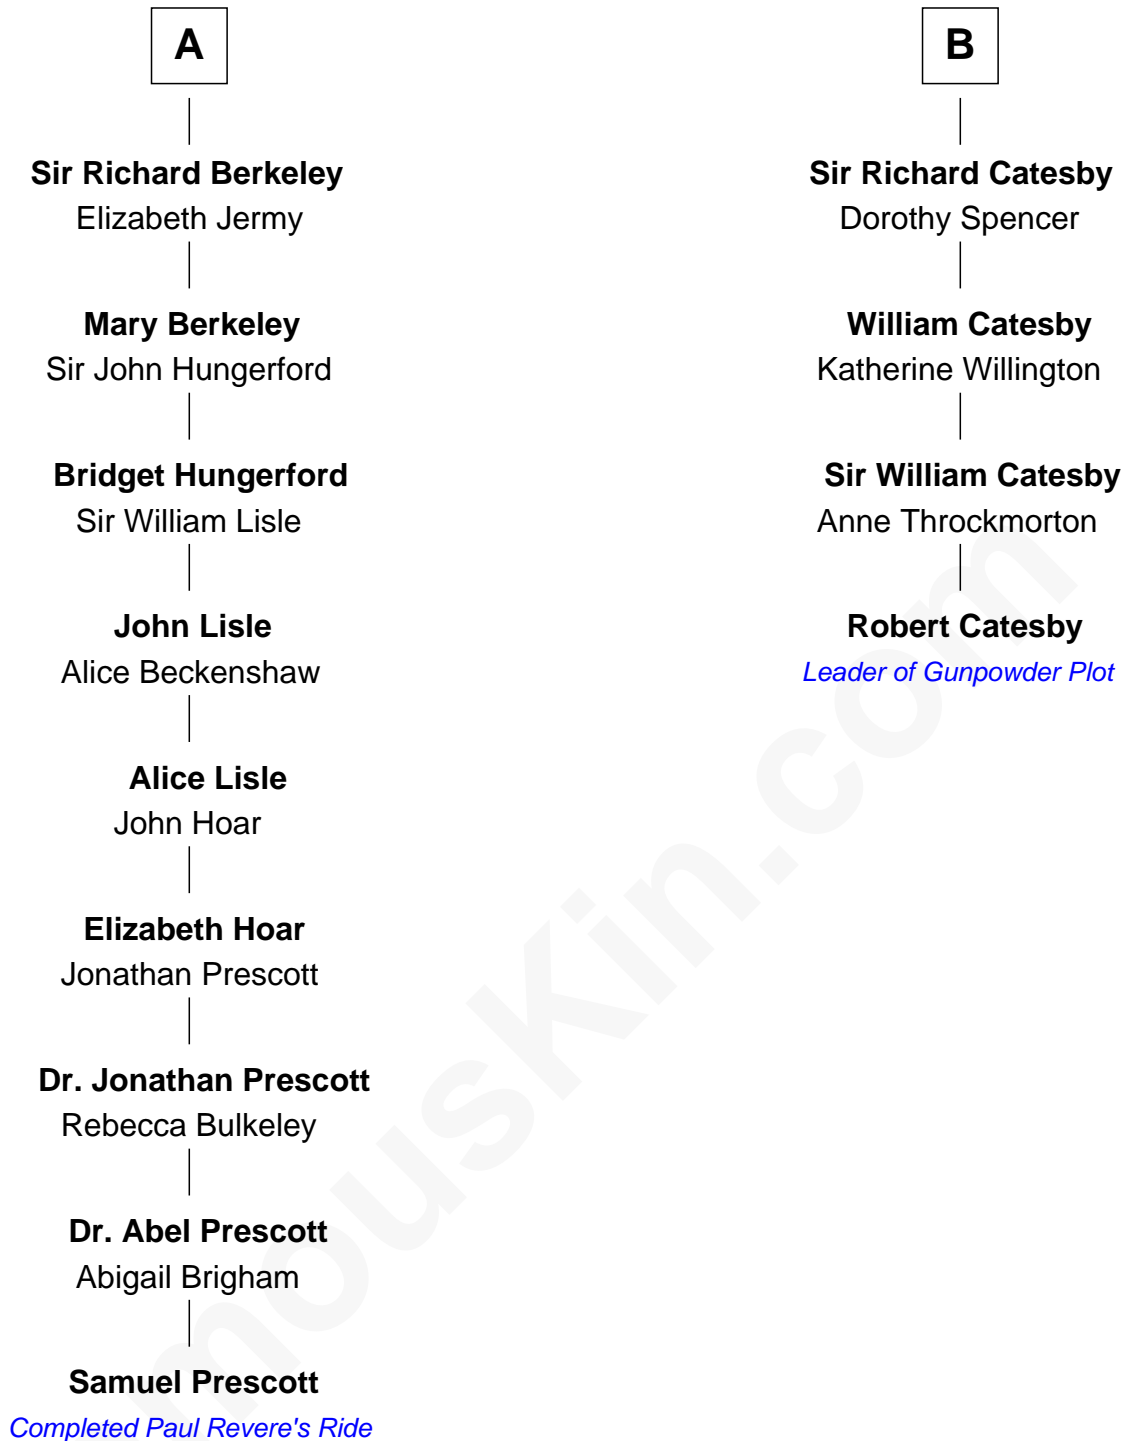 A
Sir Richard Berkeley
Elizabeth Jermy
Mary Berkeley
Sir John Hungerford
Bridget Hungerford
Sir William Lisle
John Lisle
Alice Beckenshaw
Alice Lisle
John Hoar
Elizabeth Hoar
Jonathan Prescott
Dr. Jonathan Prescott
Rebecca Bulkeley
Dr. Abel Prescott
Abigail Brigham
Samuel Prescott
Completed Paul Revere's Ride
B
Sir Richard Catesby
Dorothy Spencer
William Catesby
Katherine Willington
Sir William Catesby
Anne Throckmorton
Robert Catesby
Leader of Gunpowder Plot
mousKin.com